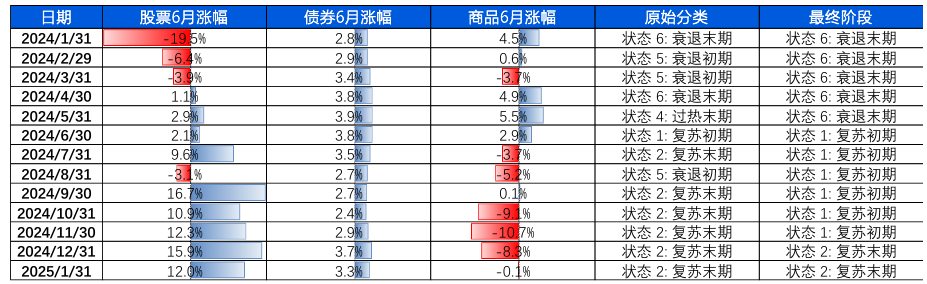 日期 股票6月涨幅 债券6月涨幅 商品6月涨幅 原始分类 最终阶段
2024/1/31 -19.5% 2.8% 4.5% 状态 6: 衰退末期 状态 6: 衰退末期
2024/2/29 -6.4% 2.9% 0.6% 状态 5: 衰退初期 状态 6: 衰退末期
2024/3/31 -3.9% 3.4% -3.7% 状态 5: 衰退初期 状态 6: 衰退末期
2024/4/30 1.1% 3.8% 4.9% 状态 6: 衰退末期 状态 6: 衰退末期
2024/5/31 2.9% 3.9% 5.5% 状态 4: 过热末期 状态 6: 衰退末期
2024/6/30 2.1% 3.8% 2.9% 状态 1: 复苏初期 状态 1: 复苏初期
2024/7/31 9.6% 3.5% -3.7% 状态 2: 复苏末期 状态 1: 复苏初期
2024/8/31 -3.1% 2.7% -5.2% 状态 5: 衰退初期 状态 1: 复苏初期
2024/9/30 16.7% 2.7% 0.1% 状态 2: 复苏末期 状态 1: 复苏初期
2024/10/31 10.9% 2.4% -9.1% 状态 2: 复苏末期 状态 1: 复苏初期
2024/11/30 12.3% 2.9% -10.7% 状态 2: 复苏末期 状态 2: 复苏末期
2024/12/31 15.9% 3.7% -8.3% 状态 2: 复苏末期 状态 2: 复苏末期
2025/1/31 12.0% 3.3% -0.1% 状态 2: 复苏末期 状态 2: 复苏末期